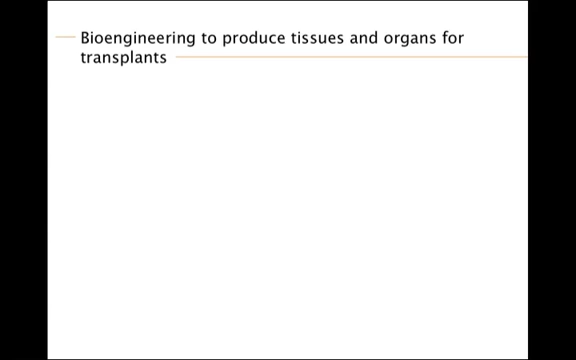 Bioengineering to produce tissues and organs for
transplants